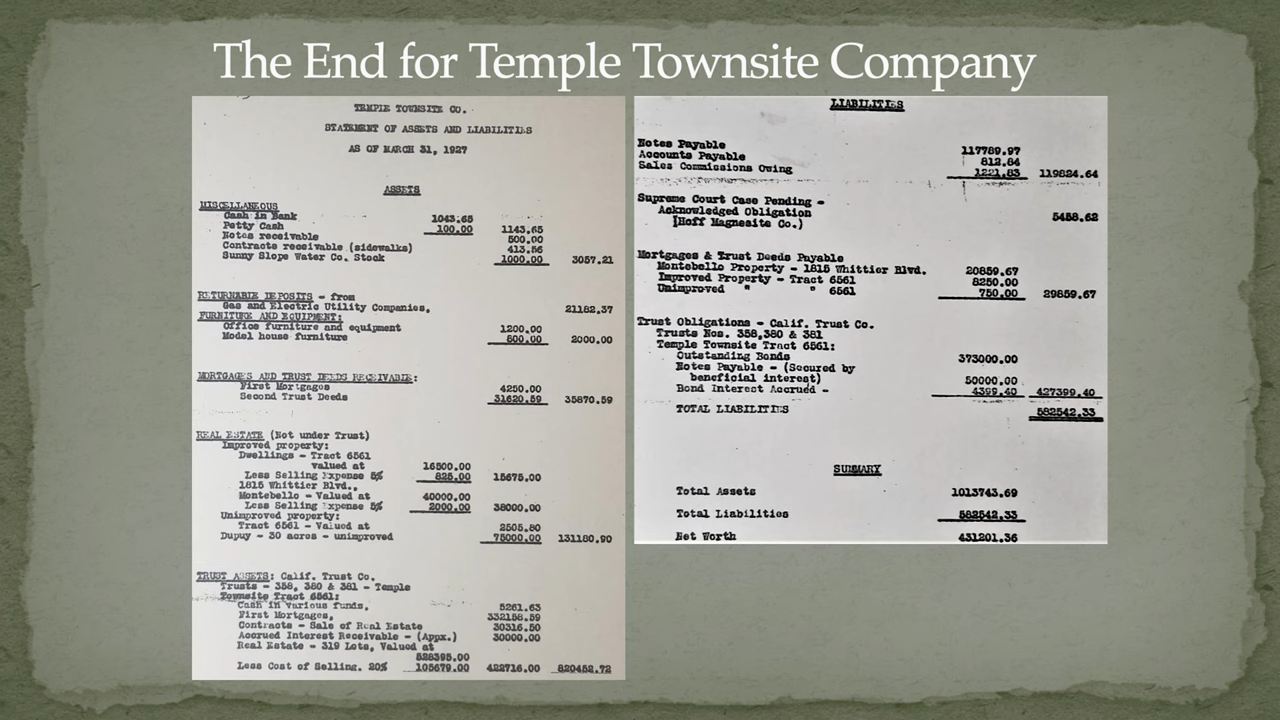 The End for Temple Townsite Company
TEMPLE TOWNSITE CO.
STATEMENT OF ASSETS AND LIABILITIES
AS OF MARCH 31, 1927
ASSETS
MISCELLANEOUS
Cash in Bank 1043.65
Petty Cash 100.00 1143.65
Notes receivable 500.00
Contracts receivable (sidewalks) 413.56
Sunny Slope Water Co. Stock 1000.00 3057.21
RETURNABLE DEPOSITS - from
Gas and Electric Utility Companies. 21182.37
FURNITURE AND EQUIPMENT:
Office furniture and equipment 1200.00
Model house furniture 800.00 2000.00
MORTGAGES AND TRUST DEEDS RECEIVABLE:
First Mortgages 4250.00
Second Trust Deeds 31620.59 35870.59
REAL ESTATE (Not under Trust)
Improved property:
Dwellings - Tract 6561
valued at 16500.00
Less Selling Expense 5% 825.00 15675.00
1815 Whittier Blvd.,
Montebello - Valued at 40000.00
Less Selling Expense 5% 2000.00 38000.00
Unimproved property:
Tract 6561 - Valued at 2505.80
Dupuy - 30 acres - unimproved 75000.00 131180.90
TRUST ASSETS: Calif. Trust Co.
Trusts - 358, 380 & 381 - Temple
Townsite Tract 6561:
Cash in various funds, 5261.63
First Mortgages, 332158.59
Contracts - Sale of Real Estate 30316.50
Accrued Interest Receivable - (Appx.) 30000.00
Real Estate - 319 Lots, Valued at
528395.00
Less Cost of Selling. 20% 105679.00 422716.00 820452.72
LIABILITIES
Notes Payable 117789.97
Accounts Payable 812.84
Sales Commissions Owing 1221.83 119824.64
Supreme Court Case Pending -
Acknowledged Obligation 5458.62
(Hoff Magnesite Co.)
Mortgages & Trust Deeds Payable
Montebello Property - 1815 Whittier Blvd. 20859.67
Improved Property - Tract 6561 8250.00
Unimproved " " 6561 750.00 29859.67
Trust Obligations - Calif. Trust Co.
Trusts Nos. 358,380 & 381
Temple Townsite Tract 6561:
Outstanding Bonds 373000.00
Notes Payable - (Secured by
beneficial interest) 50000.00
Bond Interest Accrued - 4399.40 427399.40
TOTAL LIABILITIES 582542.33
SUMMARY
Total Assets 1013743.69
Total Liabilities 582542.33
Net Worth 431201.36